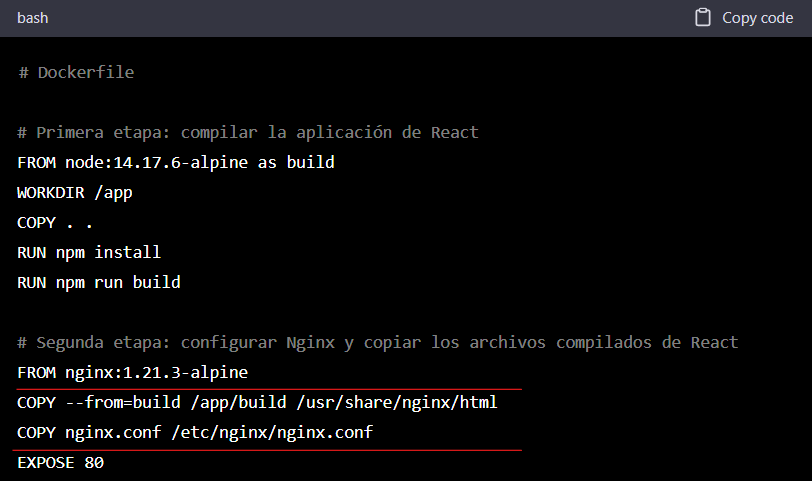 bash
Copy code
# Dockerfile
# Primera etapa: compilar la aplicación de React
FROM node:14.17.6-alpine as build
WORKDIR /app
COPY . .
RUN npm install
RUN npm run build
# Segunda etapa: configurar Nginx y copiar los archivos compilados de React
FROM nginx:1.21.3-alpine
COPY --from=build /app/build /usr/share/nginx/html
COPY nginx.conf /etc/nginx/nginx.conf
EXPOSE 80